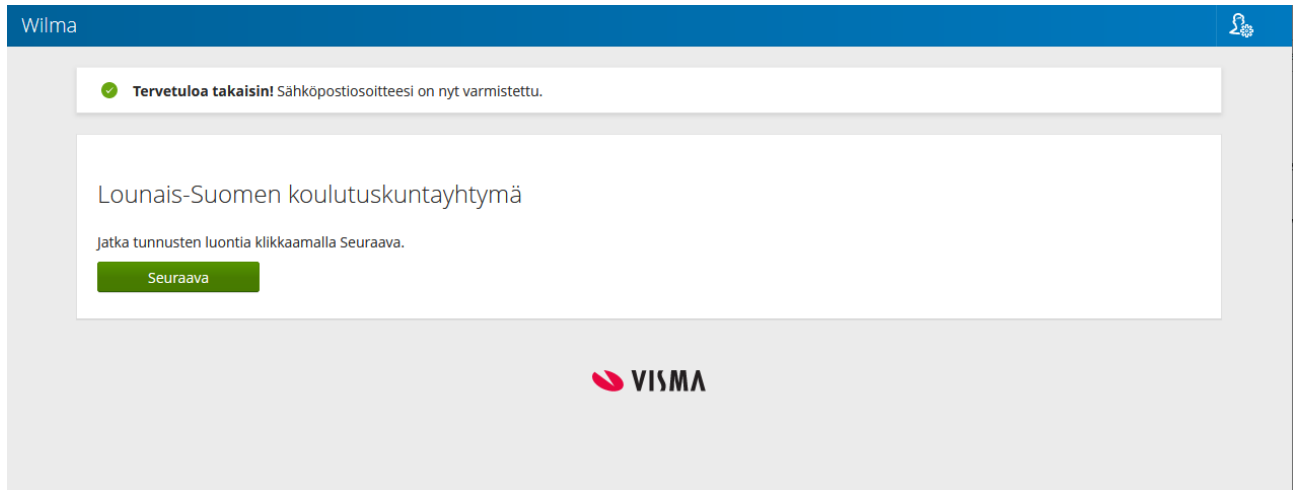 Wilma
Tervetuloa takaisin! Sähköpostiosoitteesi on nyt varmistettu.
Lounais-Suomen koulutuskuntayhtymä
Jatka tunnusten luontia klikkaamalla Seuraava.
Seuraava
VISMA